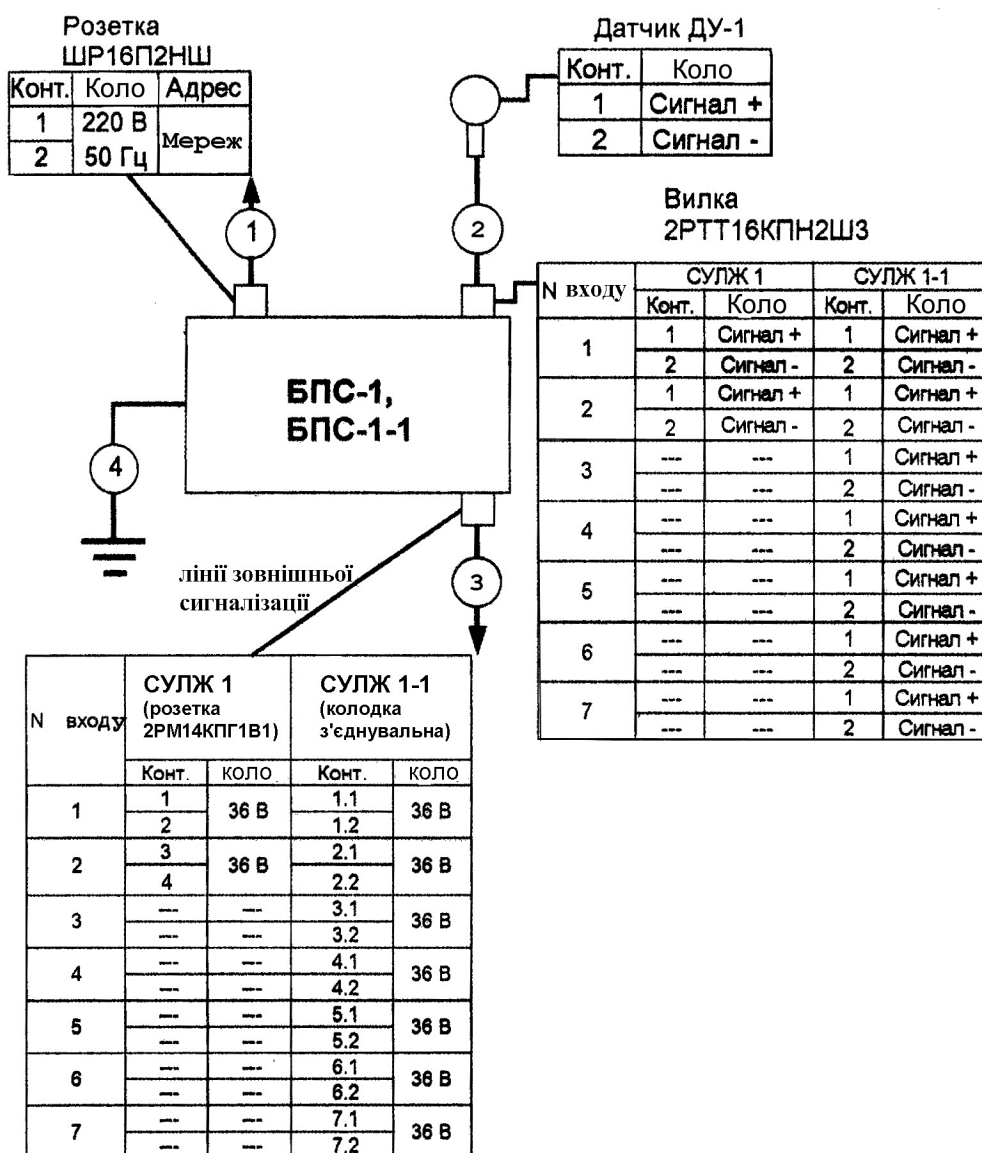 Розетка
ШР16П2НШ
Конт. Коло Адрес
1 220 В Мереж
2 50 Гц
Датчик ДУ-1
Конт. Коло
1 Сигнал +
2 Сигнал -
1
2
Вилка
2РТТ16КПН2Ш3
N входу СУЛЖ 1 СУЛЖ 1-1
Конт. Коло Конт. Коло
1 1 Сигнал + 1 Сигнал +
2 Сигнал - 2 Сигнал -
2 1 Сигнал + 1 Сигнал +
2 Сигнал - 2 Сигнал -
3 --- --- 1 Сигнал +
--- --- 2 Сигнал -
4 --- --- 1 Сигнал +
--- --- 2 Сигнал -
5 --- --- 1 Сигнал +
--- --- 2 Сигнал -
6 --- --- 1 Сигнал +
--- --- 2 Сигнал -
7 --- --- 1 Сигнал +
--- --- 2 Сигнал -
БПС-1,
БПС-1-1
4
3
лінії зовнішньої
сигналізації
N входу
СУЛЖ 1
(розетка
2РМ14КПГ1В1)
СУЛЖ 1-1
(колодка
з'єднувальна)
Конт. коло Конт. коло
1 1 36 В 1.1 36 В
2 1.2
2 3 36 В 2.1 36 В
4 2.2
3 --- --- 3.1 36 В
--- --- 3.2
4 --- --- 4.1 36 В
--- --- 4.2
5 --- --- 5.1 36 В
--- --- 5.2
6 --- --- 6.1 36 В
--- --- 6.2
7 --- --- 7.1 36 В
--- --- 7.2